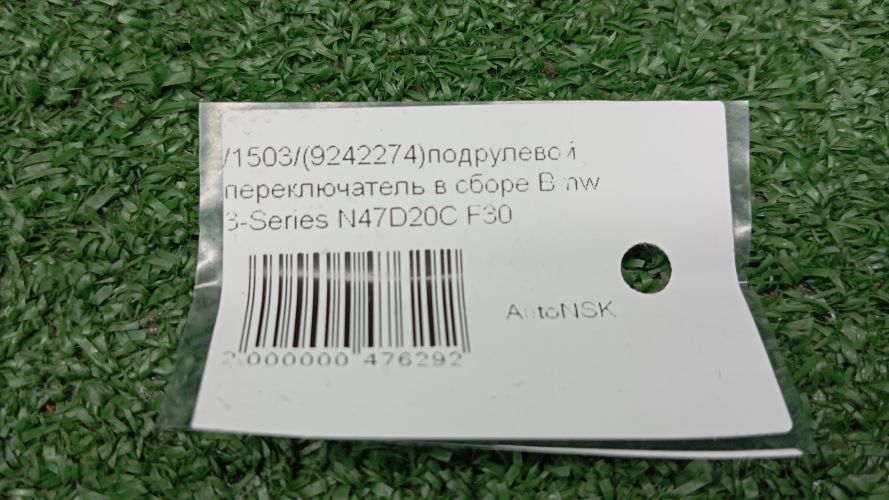 /1503/(9242274)подрулевой
переключатель в сборе Bmw
3-Series N47D20C F30
AutoNSK
2 000000 476292